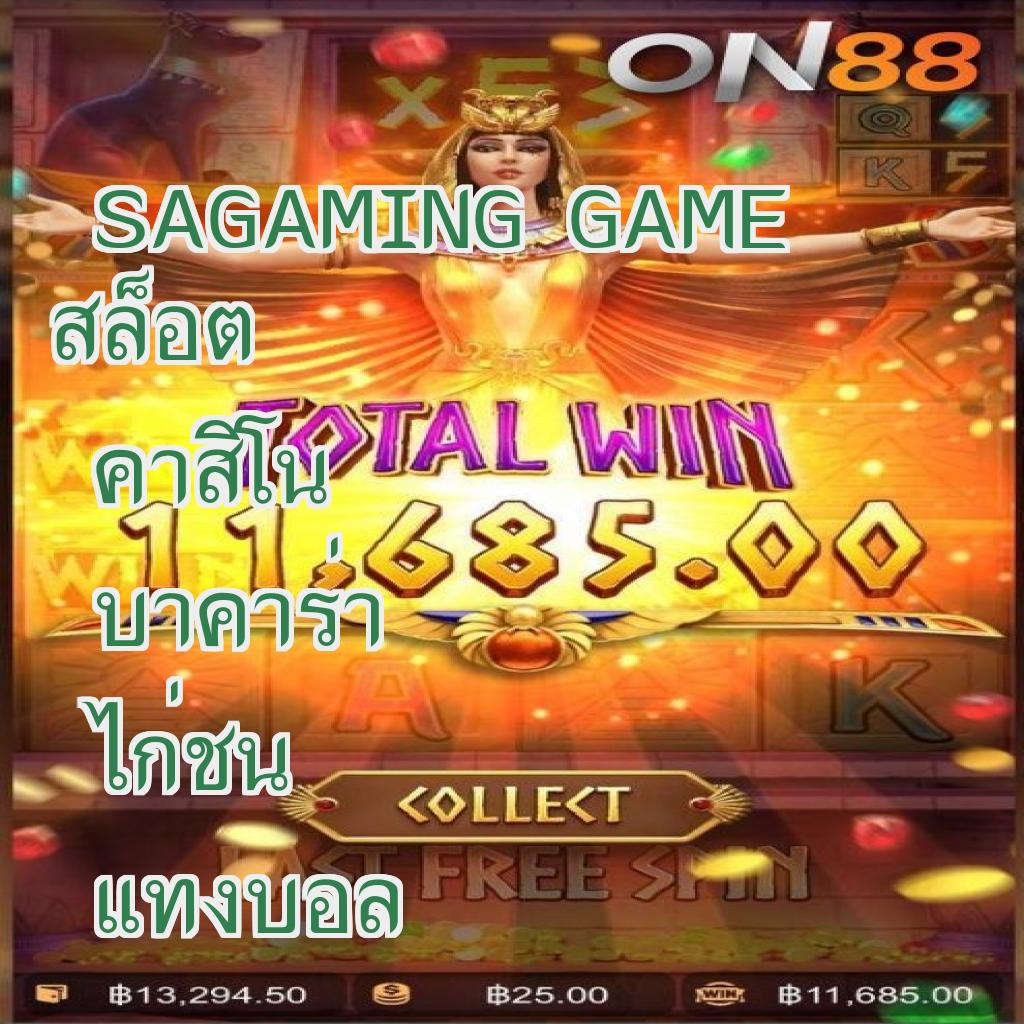 ON88
x53
Q
K
SAGAMING GAME
สล็อต
คาสิโน
TOTAL WIN
11,685.00
บาคาร่า
A
K
ไก่ชน
COLLECT
LAST FREE SPIN
แทงบอล
฿13,294.50 ฿25.00 WIN ฿11,685.00